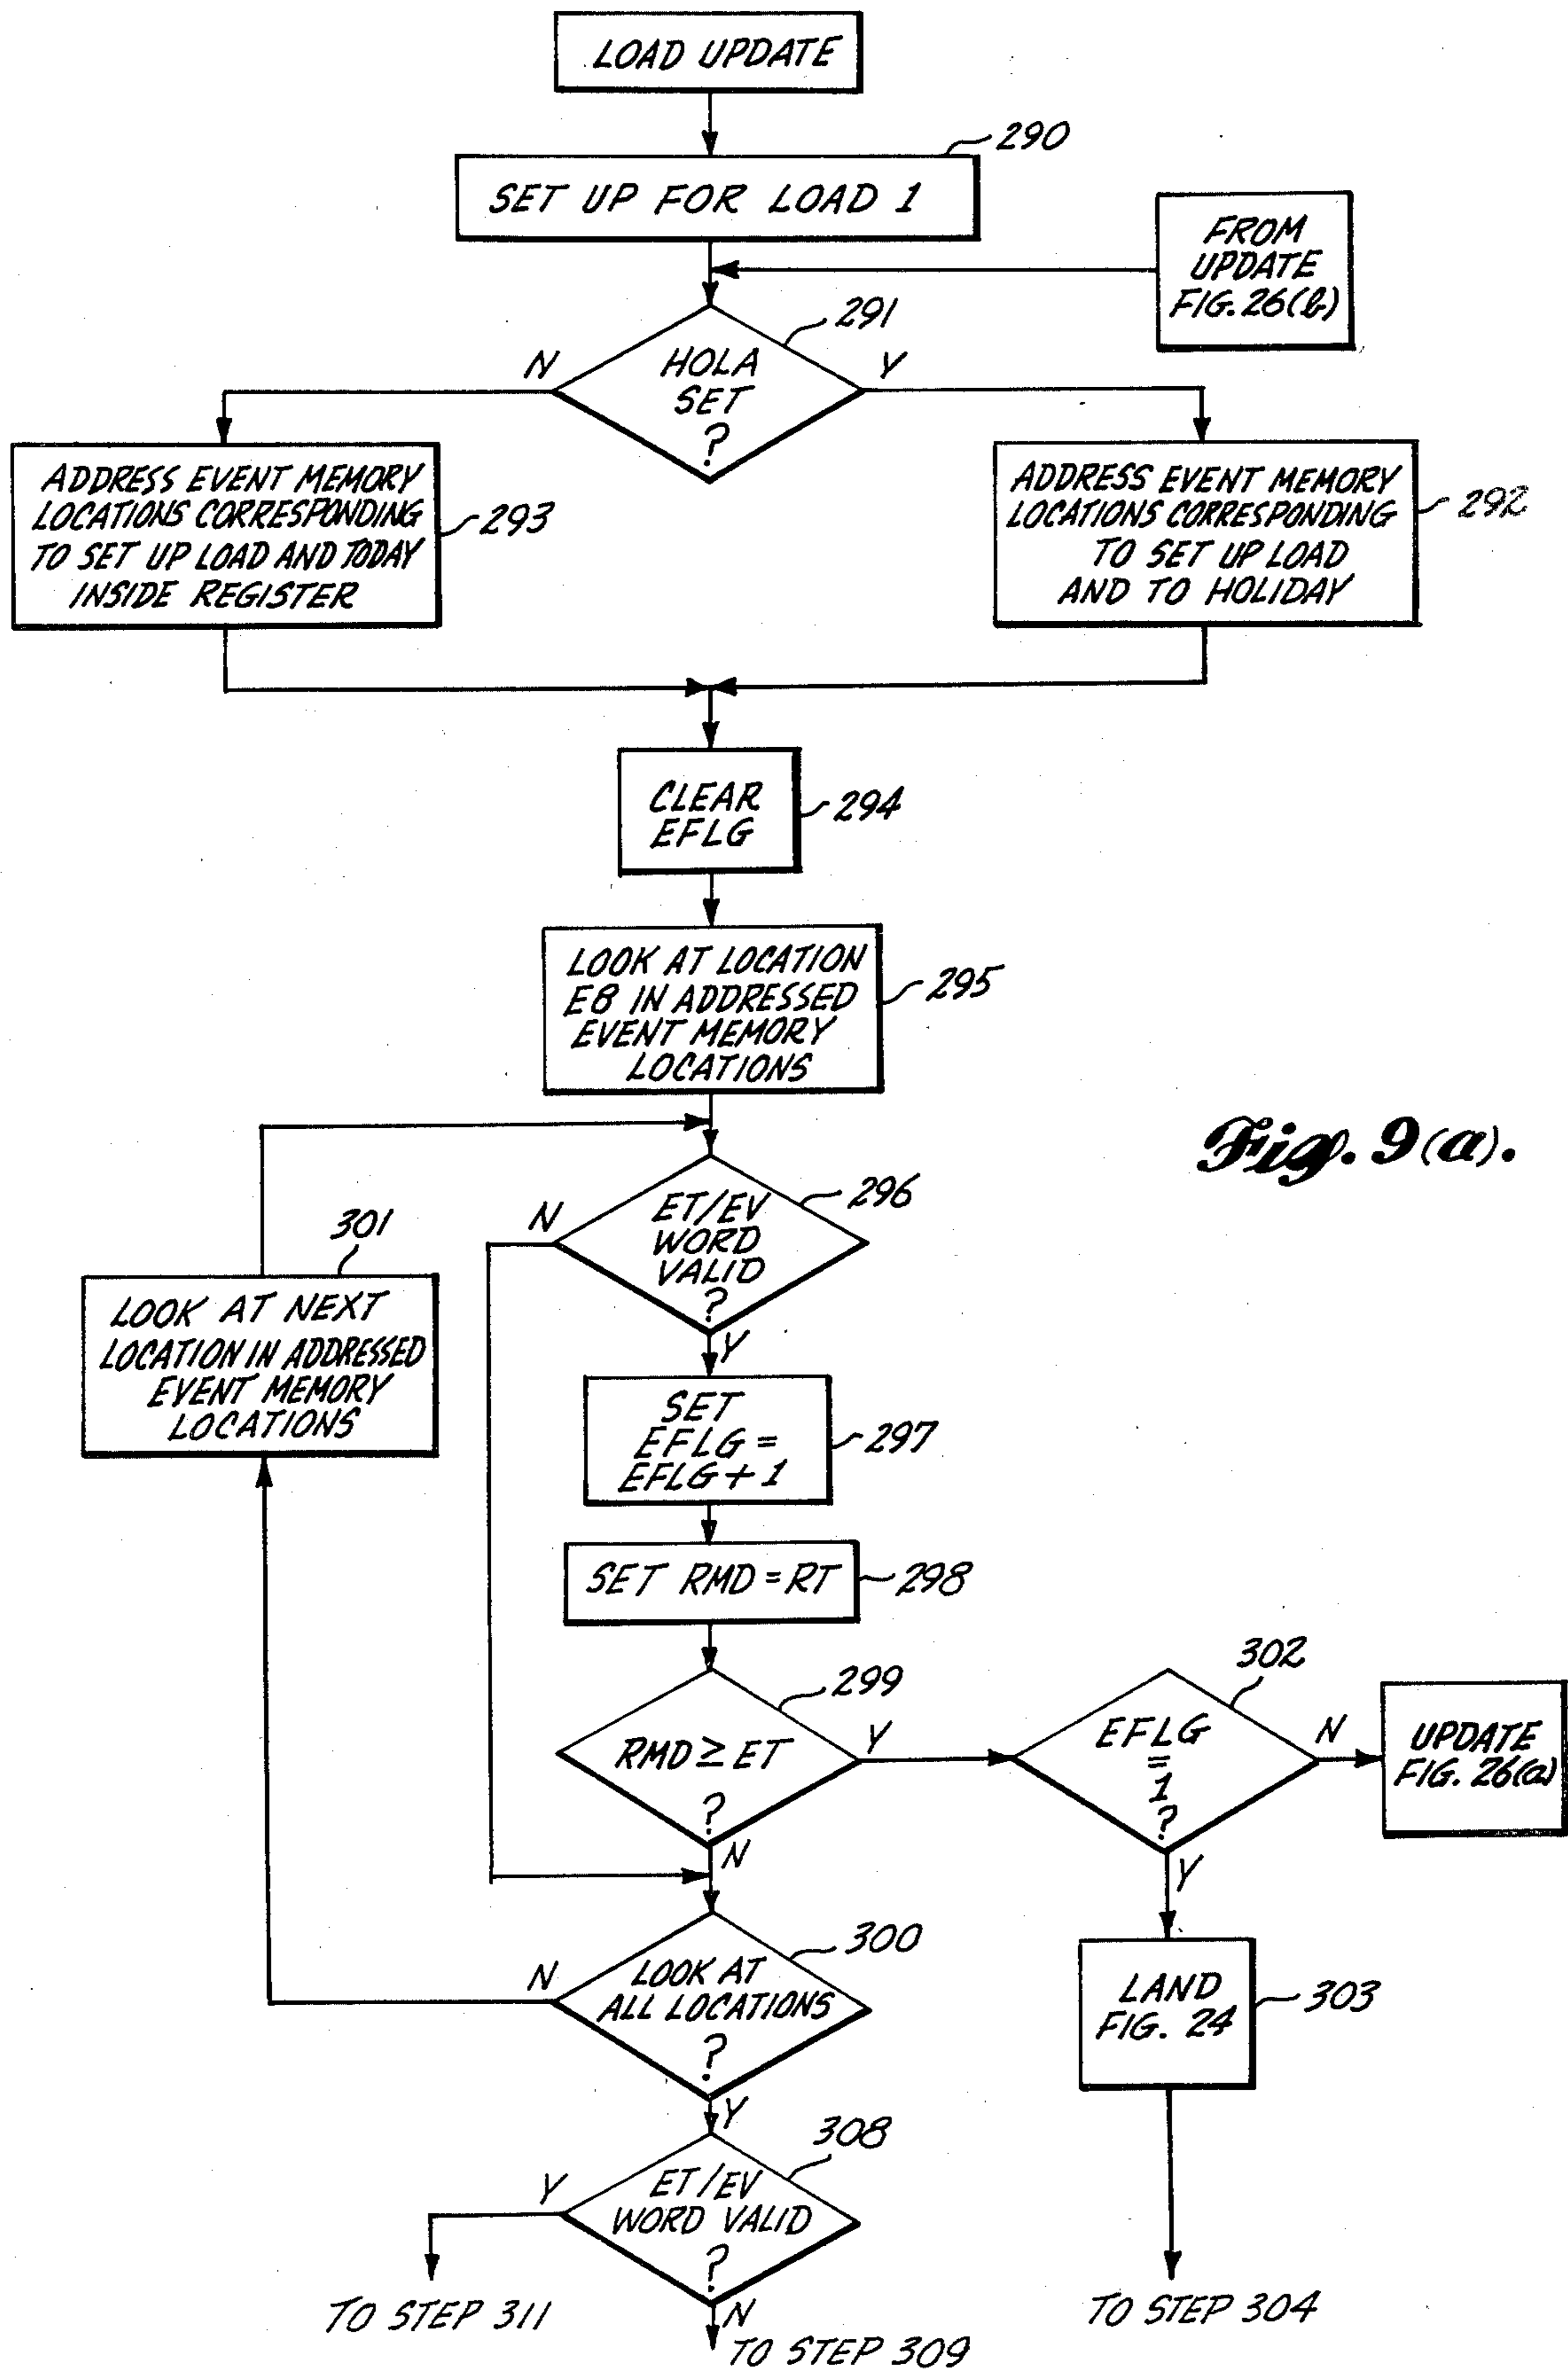 LOAD UPDATE
290
SET UP FOR LOAD 1
FROM
UPDATE
FIG. 26(b)
291
N
HOLA
SET
?
Y
ADDRESS EVENT MEMORY
LOCATIONS CORRESPONDING
TO SET UP LOAD AND TODAY
INSIDE REGISTER
293
ADDRESS EVENT MEMORY
LOCATIONS CORRESPONDING
TO SET UP LOAD
AND TO HOLIDAY
292
CLEAR
EFLG
294
LOOK AT LOCATION
E8 IN ADDRESSED
EVENT MEMORY
LOCATIONS
295
Fig. 9(a).
296
N
ET/EV
WORD
VALID
?
Y
301
LOOK AT NEXT
LOCATION IN ADDRESSED
EVENT MEMORY
LOCATIONS
SET
EFLG =
EFLG + 1
297
SET RMD = RT
298
299
RMD ≥ ET
?
Y
N
302
EFLG
=
1
?
N
Y
UPDATE
FIG. 26(a)
300
N
LOOK AT
ALL LOCATIONS
?
Y
LAND
FIG. 24
303
308
Y
ET/EV
WORD VALID
?
N
TO STEP 311
TO STEP 309
TO STEP 304